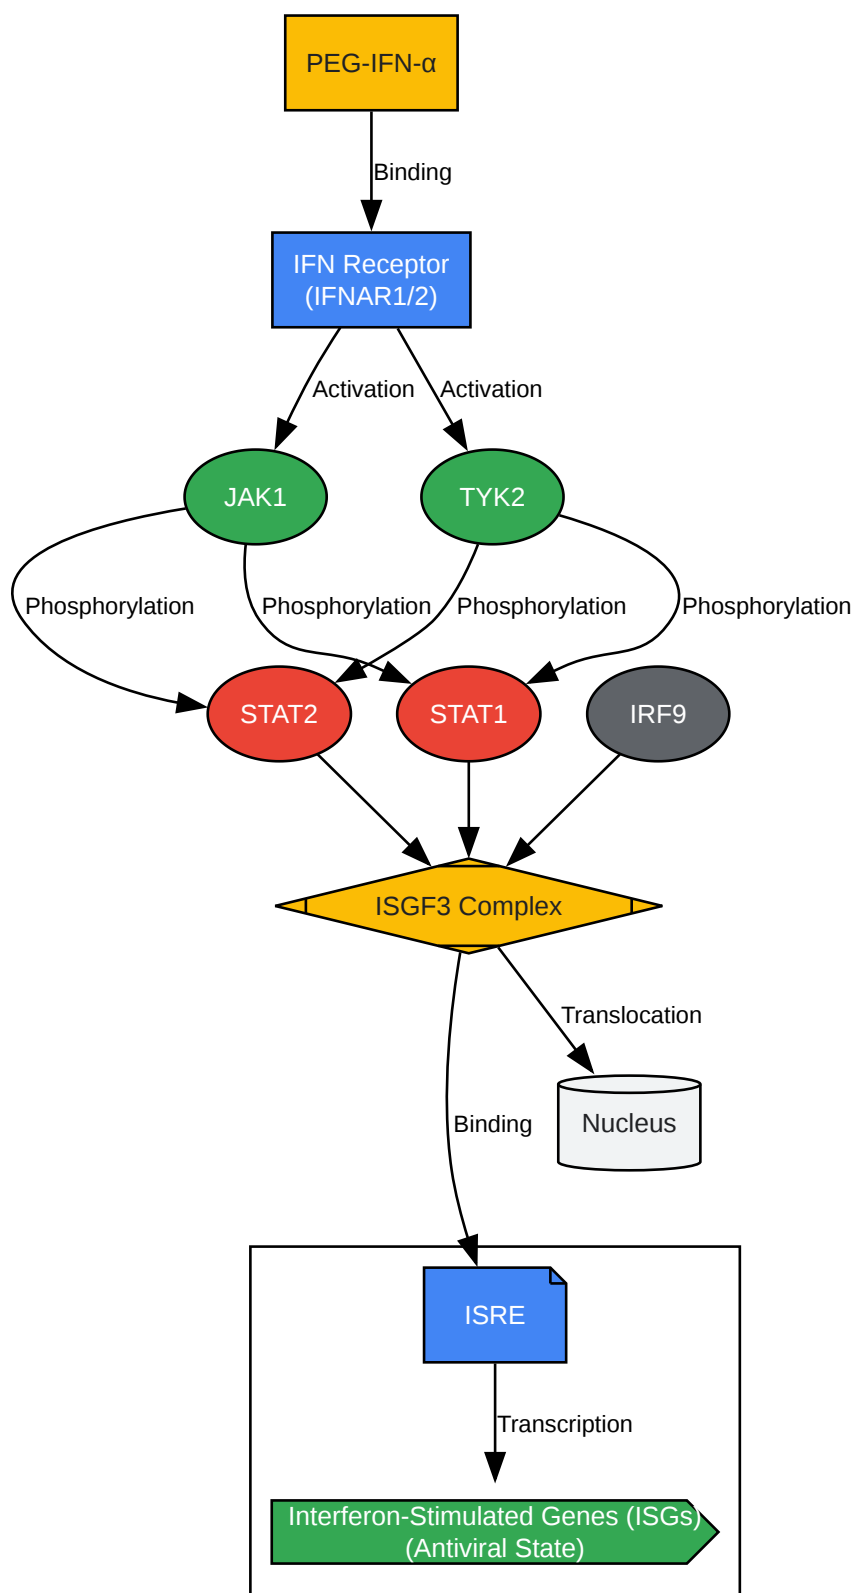 PEG-IFN-α
Binding
IFN Receptor
(IFNAR1/2)
Activation
Activation
JAK1
TYK2
Phosphorylation
Phosphorylation
Phosphorylation
Phosphorylation
STAT2
STAT1
IRF9
ISGF3 Complex
Translocation
Nucleus
Binding
ISRE
Transcription
Interferon-Stimulated Genes (ISGs)
(Antiviral State)